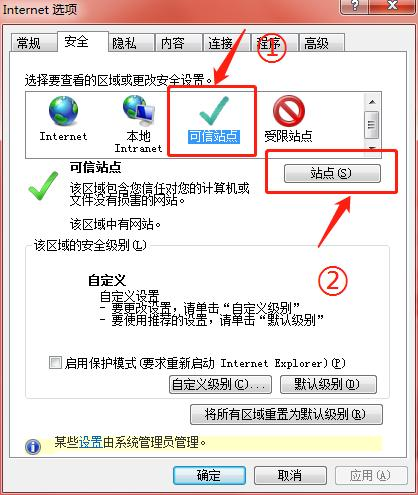 Internet 选项
常规 安全 隐私 内容 连接 程序 高级
①
选择要查看的区域或更改安全设置。
Internet 本地 Intranet 可信站点 受限站点
可信站点
站点(S)
该区域包含您信任对您的计算机或
文件没有损害的网站。
②
该区域中有网站。
该区域的安全级别(L)
自定义
自定义设置
- 要更改设置，请单击“自定义级别”
- 要使用推荐的设置，请单击“默认级别”
启用保护模式(要求重新启动 Internet Explorer)(P)
自定义级别(C)... 默认级别(D)
将所有区域重置为默认级别(R)
某些设置由系统管理员管理。
确定 取消 应用(A)